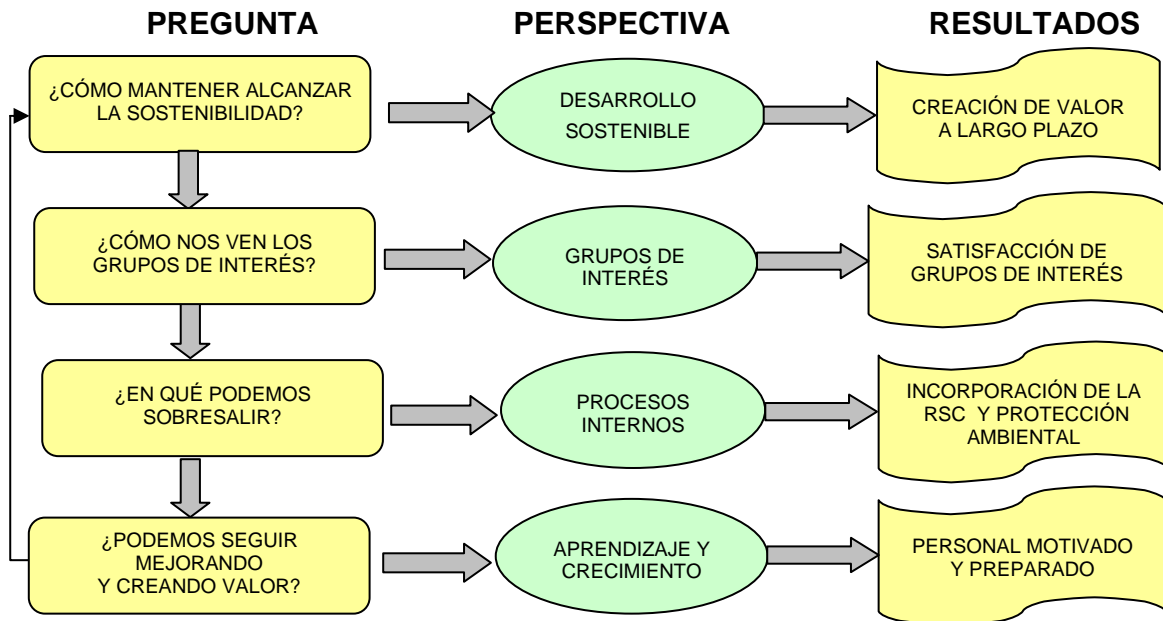 PREGUNTA
PERSPECTIVA
RESULTADOS
¿CÓMO MANTENER ALCANZAR
LA SOSTENIBILIDAD?
DESARROLLO
SOSTENIBLE
CREACIÓN DE VALOR
A LARGO PLAZO
¿CÓMO NOS VEN LOS
GRUPOS DE INTERÉS?
GRUPOS DE
INTERÉS
SATISFACCIÓN DE
GRUPOS DE INTERÉS
¿EN QUÉ PODEMOS
SOBRESALIR?
PROCESOS
INTERNOS
INCORPORACIÓN DE LA
RSC Y PROTECCIÓN
AMBIENTAL
¿PODEMOS SEGUIR
MEJORANDO
Y CREANDO VALOR?
APRENDIZAJE Y
CRECIMIENTO
PERSONAL MOTIVADO
Y PREPARADO